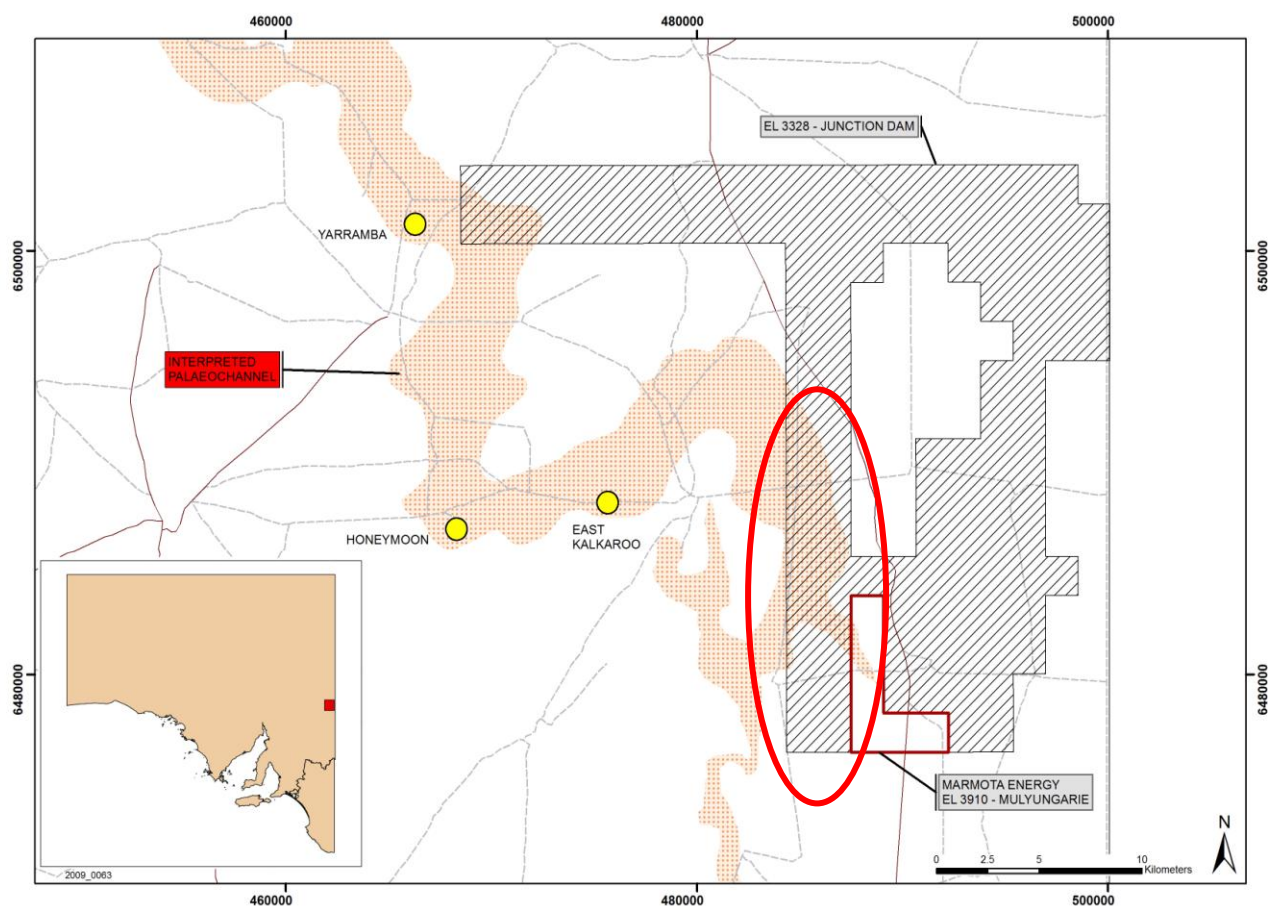 460000
480000
500000
EL 3328 - JUNCTION DAM
YARRAMBA
6500000
6500000
INTERPRETED
PALAEOCHANNEL
HONEYMOON
EAST
KALKAROO
6480000
6480000
MARMOTA ENERGY
EL 3910 - MULYUNGARIE
N
0 2.5 5 10
Kilometers
2009_0063
460000
480000
500000